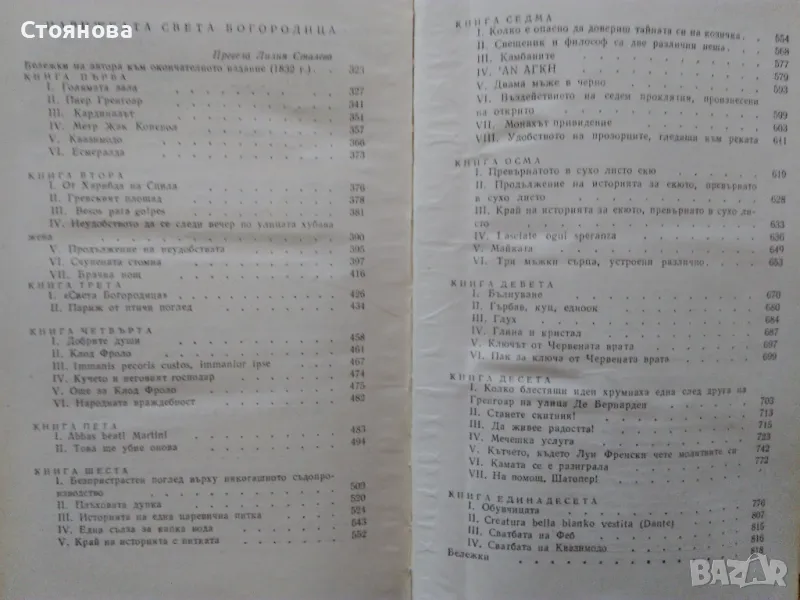 Стоянова
ПАРИЖКАТА СВЕТА БОГОРОДИЦА
Превела Лилия Сталева
Бележки на автора към окончателното издание (1832 г.) 323
КНИГА ПЪРВА
I. Голямата зала 327
II. Пиер Гренгоар 341
III. Кардиналът 351
IV. Метр Жак Копенол 357
V. Квазимодо 366
VI. Есмералда 373
КНИГА ВТОРА
I. От Харибда на Сцила 376
II. Гревският площад 378
III. Besos para golpes 381
IV. Неудобството да се следи вечер по улицата хубава
жена 390
V. Продължение на неудобствата 395
VI. Счупената стомна 397
VII. Брачна нощ 416
КНИГА ТРЕТА
I. «Света Богородица» 426
II. Париж от птичи поглед 434
КНИГА ЧЕТВЪРТА
I. Добрите души 458
II. Клод Фроло 461
III. Immanis pecoris custos, immanior ipse 467
IV. Кучето и неговият господар 474
V. Още за Клод Фроло 475
VI. Народната враждебност 482
КНИГА ПЕТА 483
I. Abbas beati Martini
II. Това ще убие онова 494
КНИГА ШЕСТА
I. Безпристрастен поглед върху някогашното съдопро-
изводство 509
II. Плъховата дупка 520
III. Историята на една царевична питка 524
IV. Една сълза за капка вода 543
V. Край на историята с питката 552
КНИГА СЕДМА
I. Колко е опасно да довериш тайната си на козичка 554
II. Свещеник и философ са две различни неща 568
III. Камбаните 577
IV. 'АΝ АГКН 579
V. Двама мъже в черно 593
VI. Въздействието на седем проклятия, произнесени
на открито 599
VII. Монахът привидение 603
VIII. Удобството на прозорците, гледащи към реката 611
КНИГА ОСМА
I. Превърнатото в сухо листо екю 619
II. Продължение на историята за екюто, превърнато
в сухо листо 628
III. Край на историята за екюто, превърнато в сухо ли-
сто 633
IV. Lasciate ogni speranza 636
V. Майката 649
VI. Три мъжки сърца, устроени различно 653
КНИГА ДЕВЕТА
I. Бълнуване 670
II. Гърбав, куц, едноок 680
III. Глух 684
IV. Глина и кристал 687
V. Ключът от Червената врата 697
VI. Пак за ключа от Червената врата 699
КНИГА ДЕСЕТА
I. Колко блестящи идеи хрумнаха една след друга на
Гренгоар на улица Де Бернарден 703
II. Станете скитник! 713
III. Да живее радостта! 715
IV. Мечешка услуга 723
V. Кътчето, където Луи Френски чете молитвите си 742
VI. Камата се е разиграла 772
VII. На помощ, Шатопер!
КНИГА ЕДИНАДЕСЕТА 776
I. Обувчицата
II. Creatura bella bianko vestita (Dante) 807
III. Сватбата на Феб 815
IV. Сватбата на Квазимодо 816
Бележки 818
BAZAR